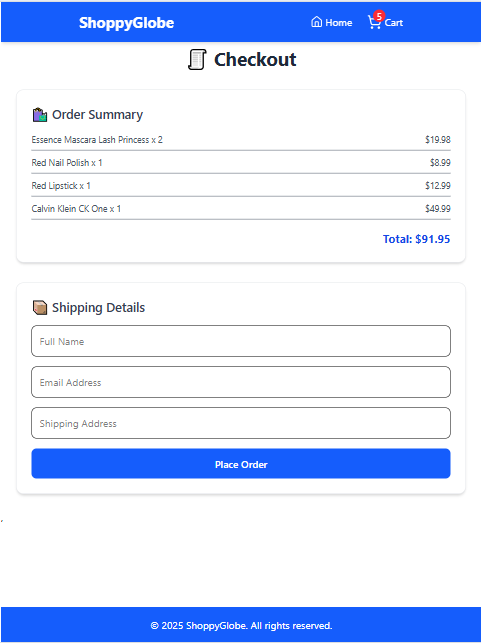 ShoppyGlobe
Home
5
Cart
Checkout
Order Summary
Essence Mascara Lash Princess x 2 $19.98
Red Nail Polish x 1 $8.99
Red Lipstick x 1 $12.99
Calvin Klein CK One x 1 $49.99
Total: $91.95
Shipping Details
Full Name
Email Address
Shipping Address
Place Order
© 2025 ShoppyGlobe. All rights reserved.